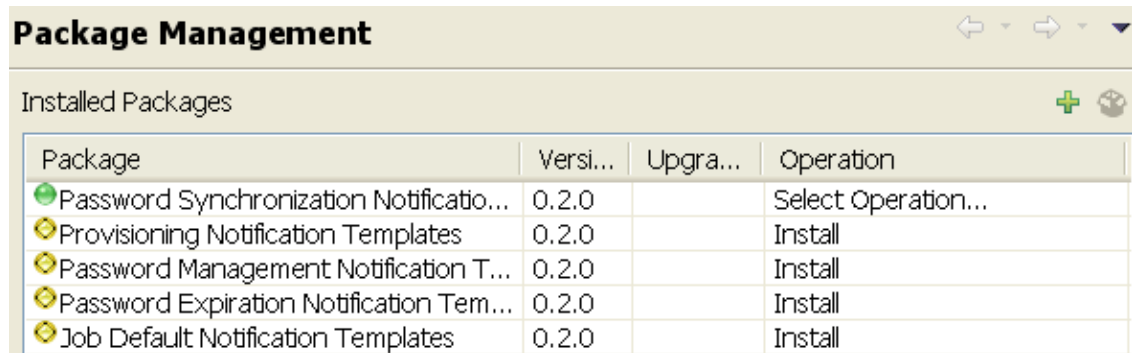 Package Management
Installed Packages
Package Versi... Upgra... Operation
Password Synchronization Notificatio... 0.2.0 Select Operation...
Provisioning Notification Templates 0.2.0 Install
Password Management Notification T... 0.2.0 Install
Password Expiration Notification Tem... 0.2.0 Install
Job Default Notification Templates 0.2.0 Install